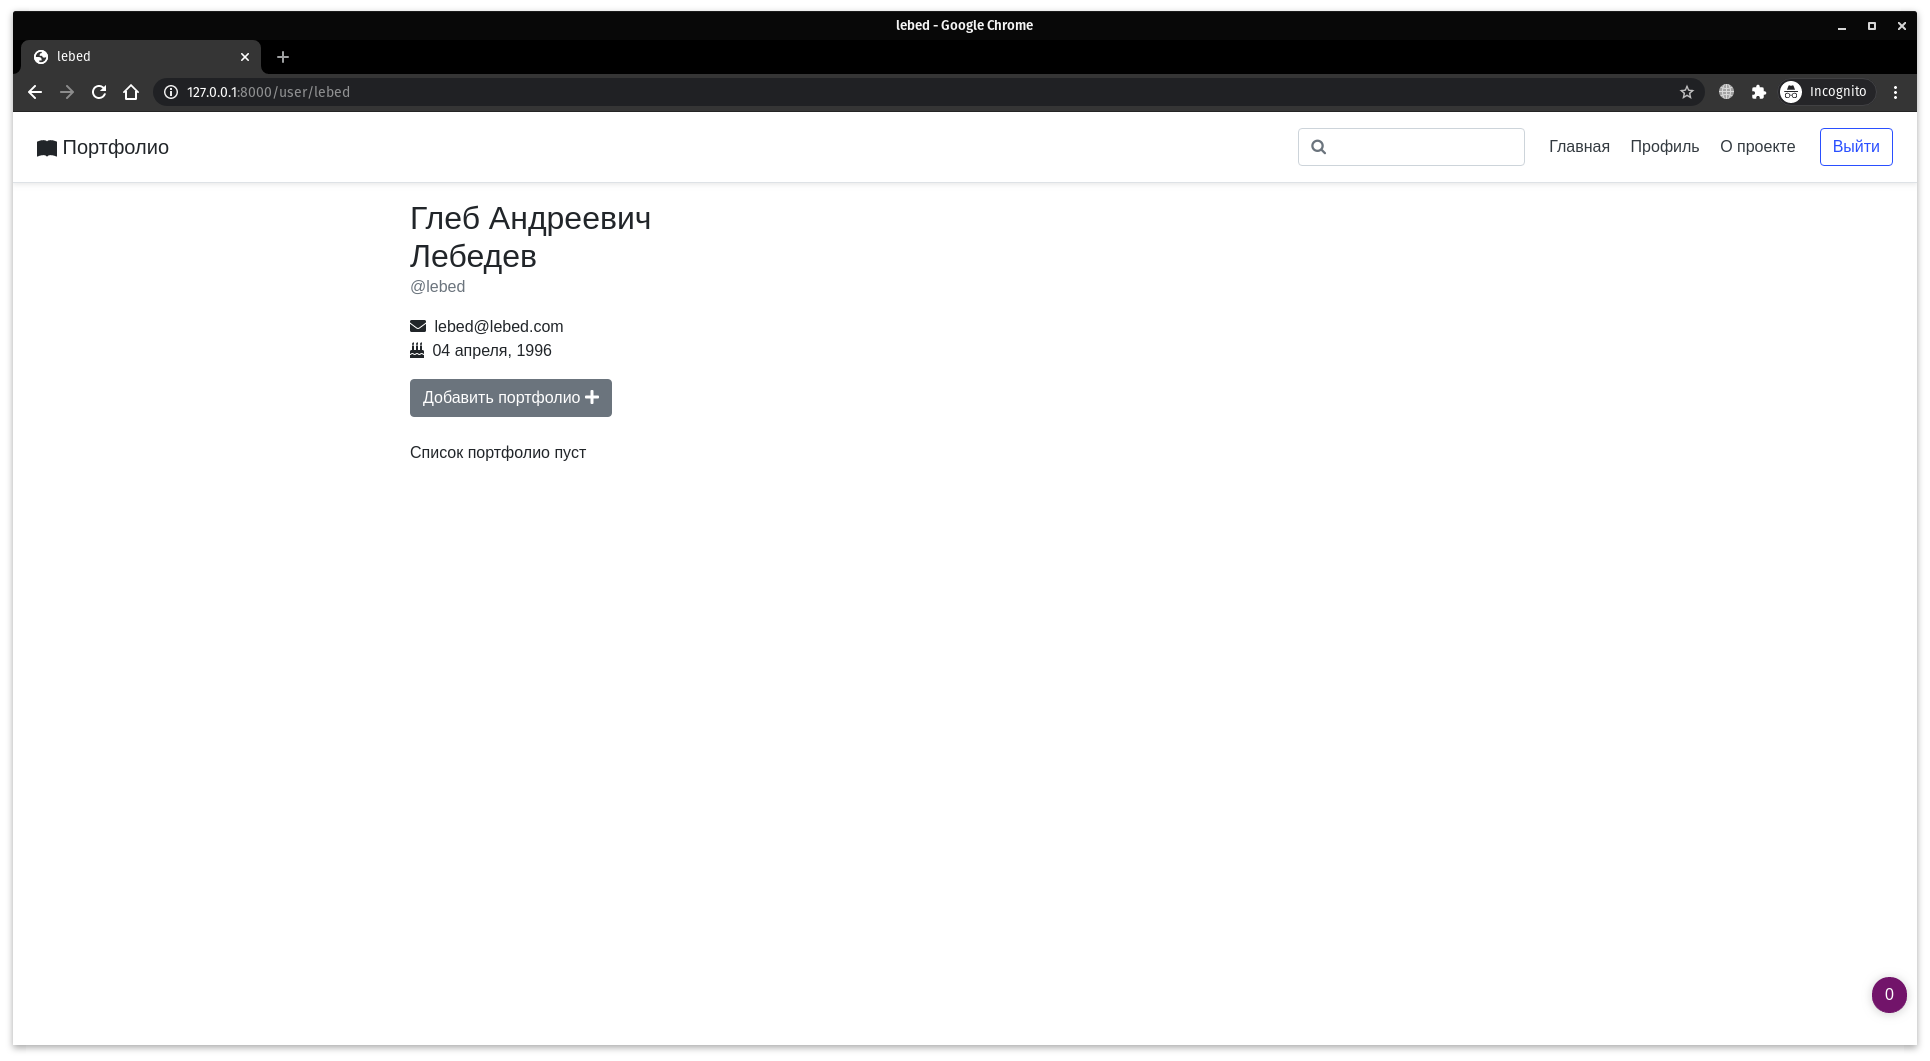 lebed - Google Chrome
lebed
127.0.0.1:8000/user/lebed
Incognito
Портфолио
Главная
Профиль
О проекте
Выйти
Глеб Андреевич
Лебедев
@lebed
lebed@lebed.com
04 апреля, 1996
Добавить портфолио
Список портфолио пуст
0